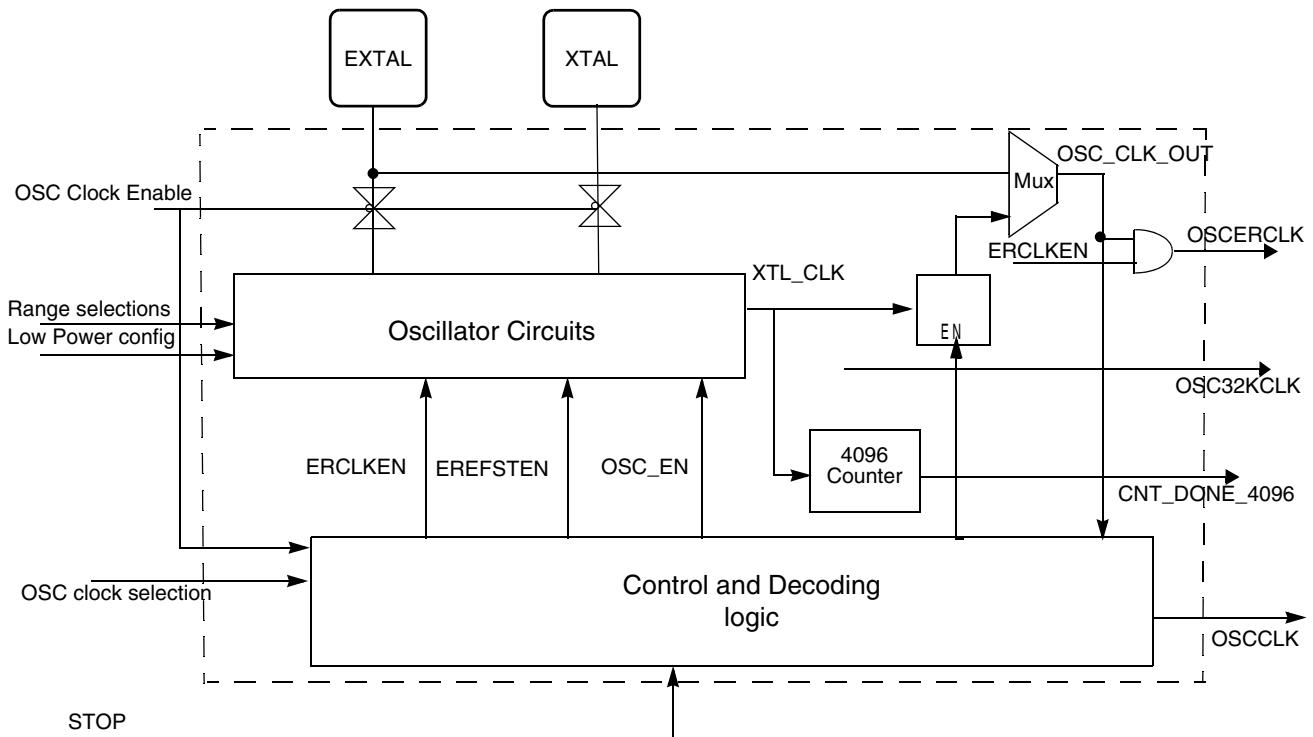 EXTAL
XTAL
OSC_CLK_OUT
Mux
OSC Clock Enable
OSCERCLK
ERCLKEN
XTL_CLK
Range selections
Oscillator Circuits
EN
Low Power config
OSC32KCLK
ERCLKEN
EREFSTEN
OSC_EN
4096
Counter
CNT_DONE_4096
Control and Decoding
logic
OSC clock selection
OSCCLK
STOP